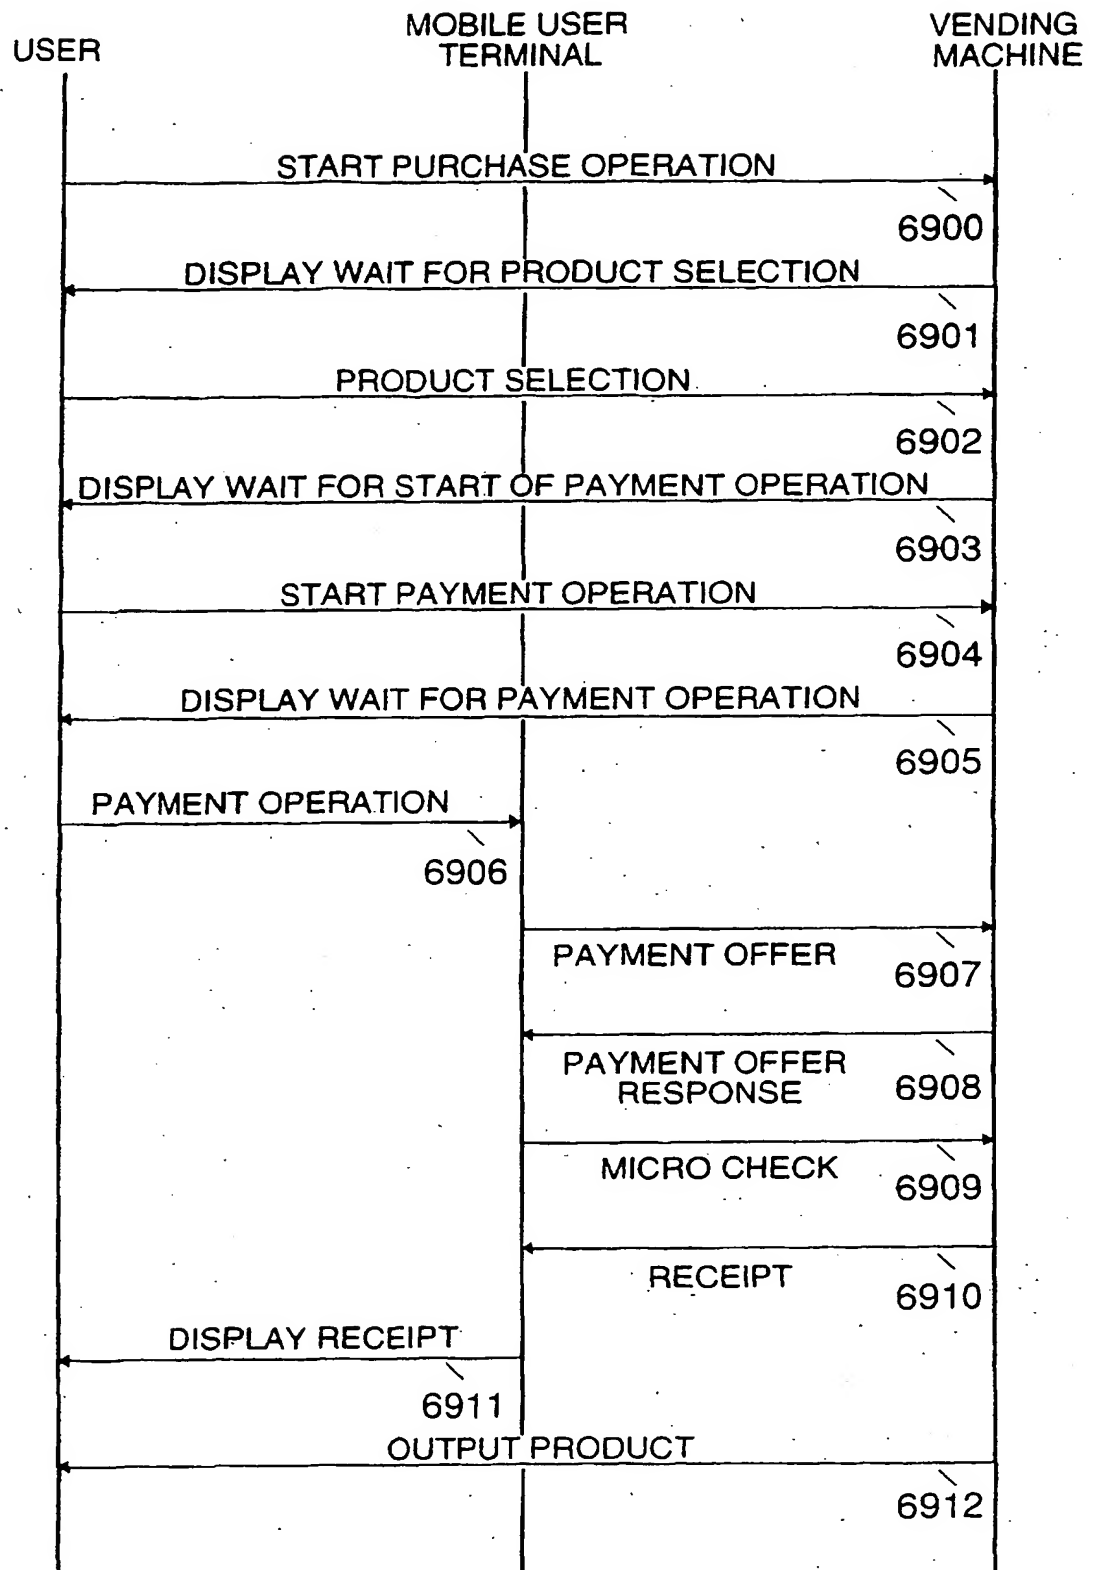 USER
MOBILE USER
TERMINAL
VENDING
MACHINE
START PURCHASE OPERATION
6900
DISPLAY WAIT FOR PRODUCT SELECTION
6901
PRODUCT SELECTION
6902
DISPLAY WAIT FOR START OF PAYMENT OPERATION
6903
START PAYMENT OPERATION
6904
DISPLAY WAIT FOR PAYMENT OPERATION
6905
PAYMENT OPERATION
6906
PAYMENT OFFER
6907
PAYMENT OFFER
RESPONSE
6908
MICRO CHECK
6909
RECEIPT
6910
DISPLAY RECEIPT
6911
OUTPUT PRODUCT
6912